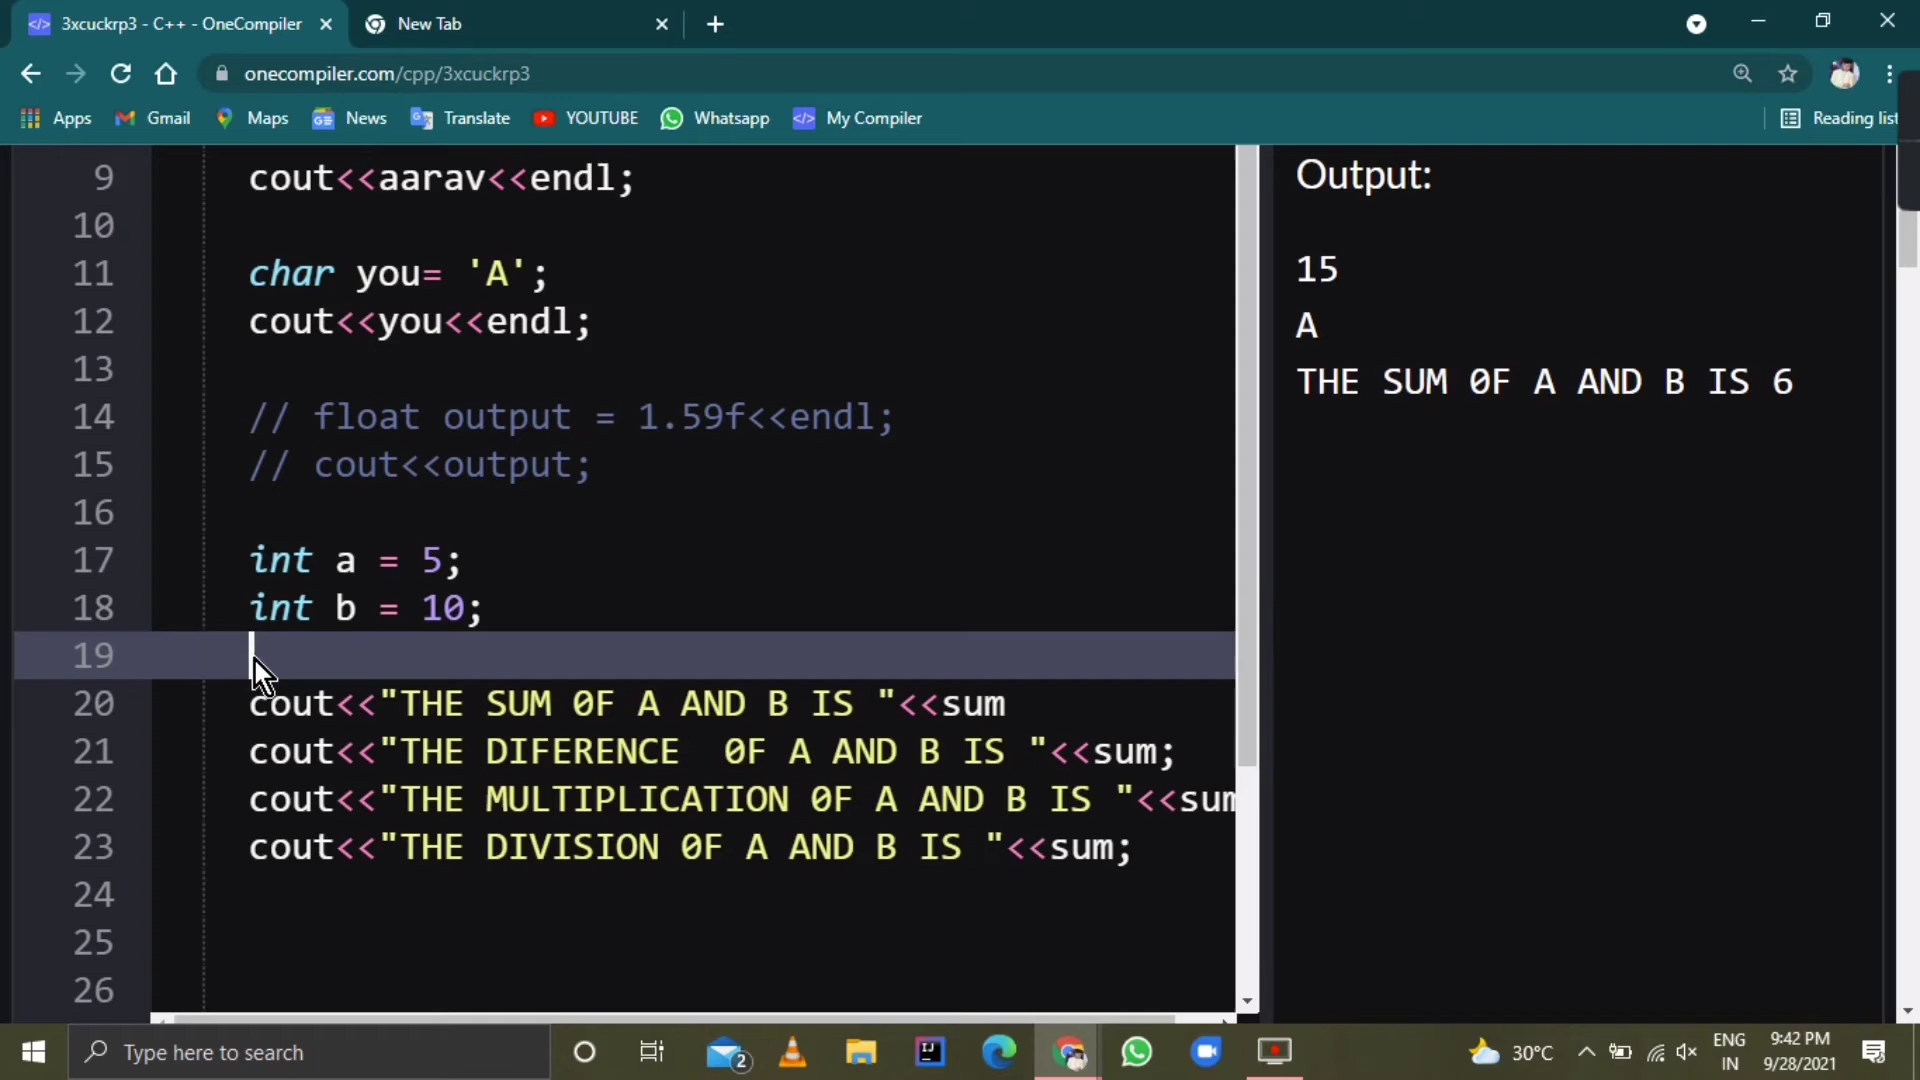 3xcuckrp3 - C++ - OneCompiler
New Tab
onecompiler.com/cpp/3xcuckrp3
Apps Gmail Maps News Translate YOUTUBE Whatsapp My Compiler Reading list
9 cout<<aarav<<endl;
10
11 char you= 'A';
12 cout<<you<<endl;
13
14 // float output = 1.59f<<endl;
15 // cout<<output;
16
17 int a = 5;
18 int b = 10;
19
20 cout<<"THE SUM 0F A AND B IS "<<sum
21 cout<<"THE DIFERENCE  0F A AND B IS "<<sum;
22 cout<<"THE MULTIPLICATION 0F A AND B IS "<<sum
23 cout<<"THE DIVISION 0F A AND B IS "<<sum;
24
25
26
Output:
15
A
THE SUM 0F A AND B IS 6
Type here to search
2
30°C
ENG
IN
9:42 PM
9/28/2021